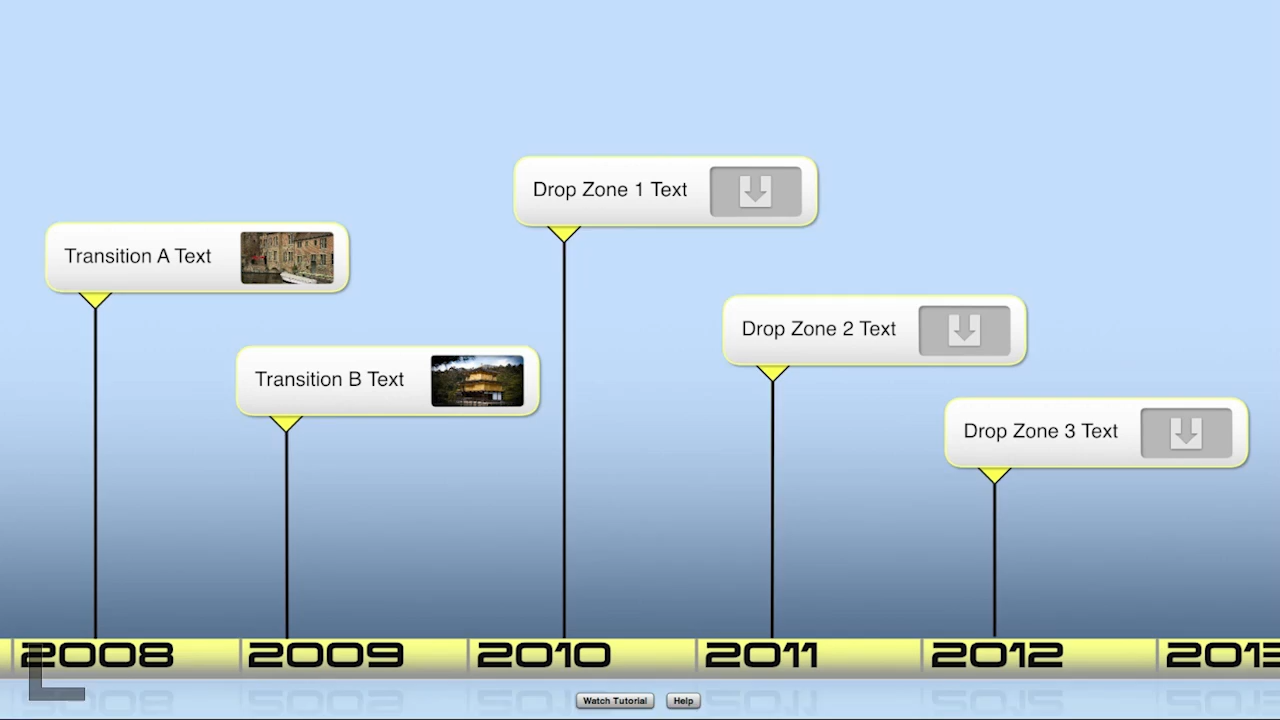 Drop Zone 1 Text
Transition A Text
Drop Zone 2 Text
Transition B Text
Drop Zone 3 Text
2008 2009 2010 2011 2012 2013
Watch Tutorial Help